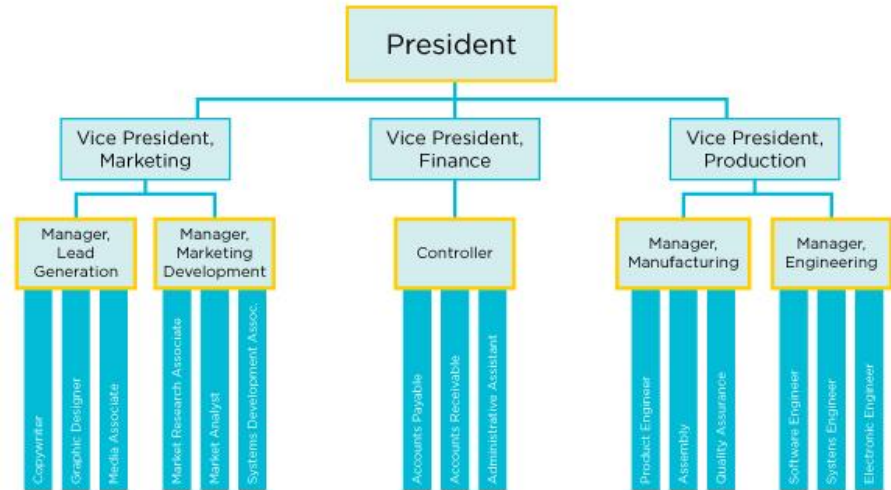 President
Vice President,
Marketing
Vice President,
Finance
Vice President,
Production
Manager,
Lead
Generation
Manager,
Marketing
Development
Controller
Manager,
Manufacturing
Manager,
Engineering
Copywriter
Graphic Designer
Media Associate
Market Research Associate
Market Analyst
Systems Development Assoc.
Accounts Payable
Accounts Receivable
Administrative Assistant
Product Engineer
Assembly
Quality Assurance
Software Engineer
Systens Engineer
Electronic Engineer